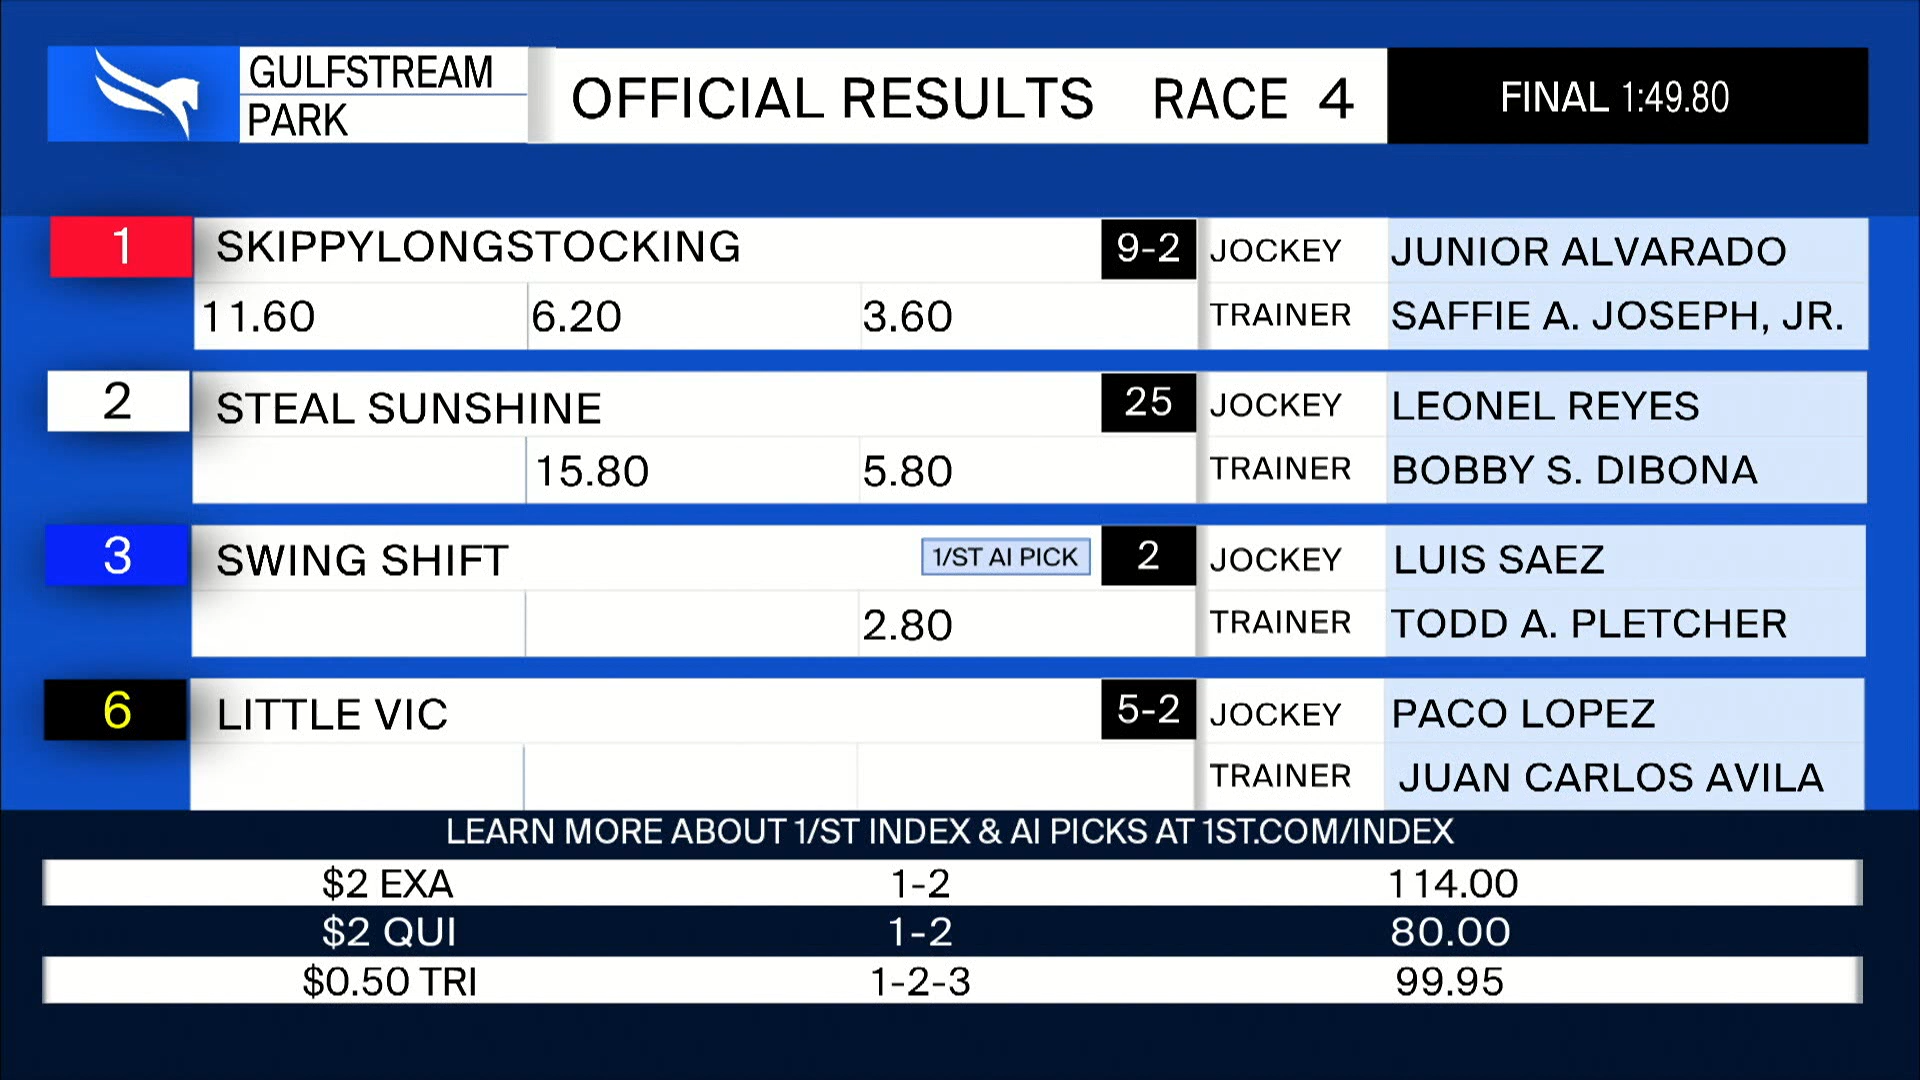 GULFSTREAM
PARK
OFFICIAL RESULTS RACE 4
FINAL 1:49.80
1 SKIPPYLONGSTOCKING 9-2 JOCKEY JUNIOR ALVARADO
11.60 6.20 3.60 TRAINER SAFFIE A. JOSEPH, JR.
2 STEAL SUNSHINE 25 JOCKEY LEONEL REYES
15.80 5.80 TRAINER BOBBY S. DIBONA
3 SWING SHIFT 1/ST AI PICK 2 JOCKEY LUIS SAEZ
2.80 TRAINER TODD A. PLETCHER
6 LITTLE VIC 5-2 JOCKEY PACO LOPEZ
TRAINER JUAN CARLOS AVILA
LEARN MORE ABOUT 1/ST INDEX & AI PICKS AT 1ST.COM/INDEX
$2 EXA 1-2 114.00
$2 QUI 1-2 80.00
$0.50 TRI 1-2-3 99.95